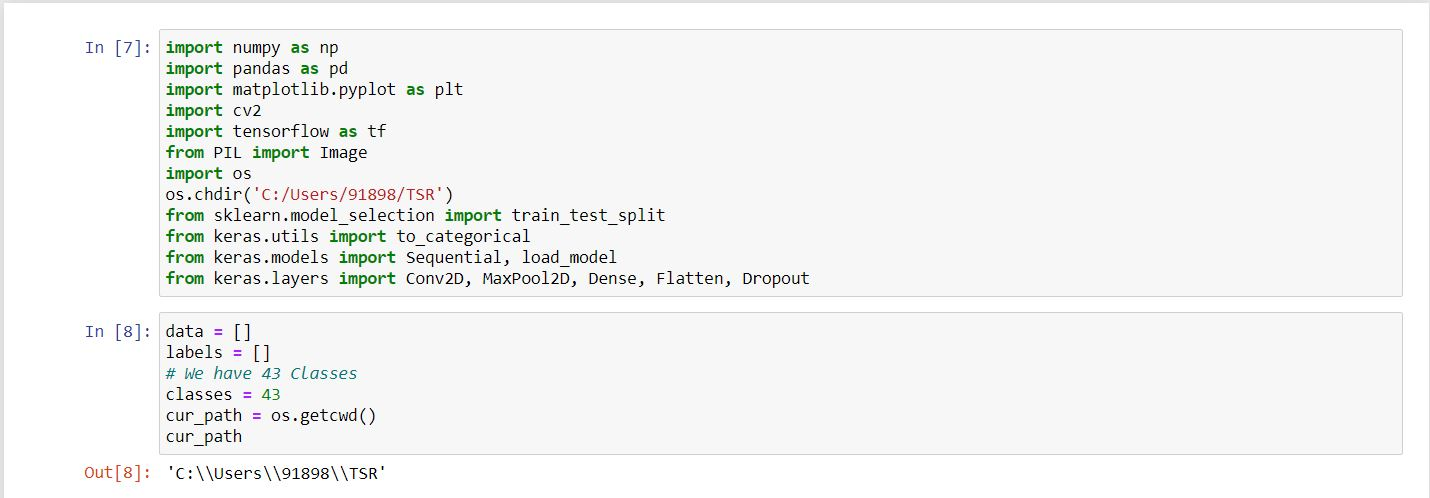 In [7]: import numpy as np
import pandas as pd
import matplotlib.pyplot as plt
import cv2
import tensorflow as tf
from PIL import Image
import os
os.chdir('C:/Users/91898/TSR')
from sklearn.model_selection import train_test_split
from keras.utils import to_categorical
from keras.models import Sequential, load_model
from keras.layers import Conv2D, MaxPool2D, Dense, Flatten, Dropout
In [8]: data = []
labels = []
# We have 43 Classes
classes = 43
cur_path = os.getcwd()
cur_path
Out[8]: 'C:\\Users\\91898\\TSR'